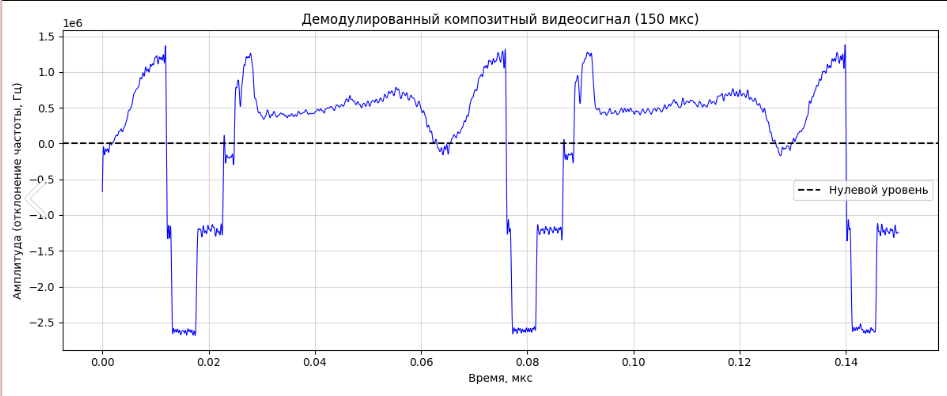 Демодулированный композитный видеосигнал (150 мкс)
1e6
1.5
1.0
0.5
0.0
−0.5
−1.0
−1.5
−2.0
−2.5
Амплитуда (отклонение частоты, Гц)
Нулевой уровень
0.00 0.02 0.04 0.06 0.08 0.10 0.12 0.14
Время, мкс